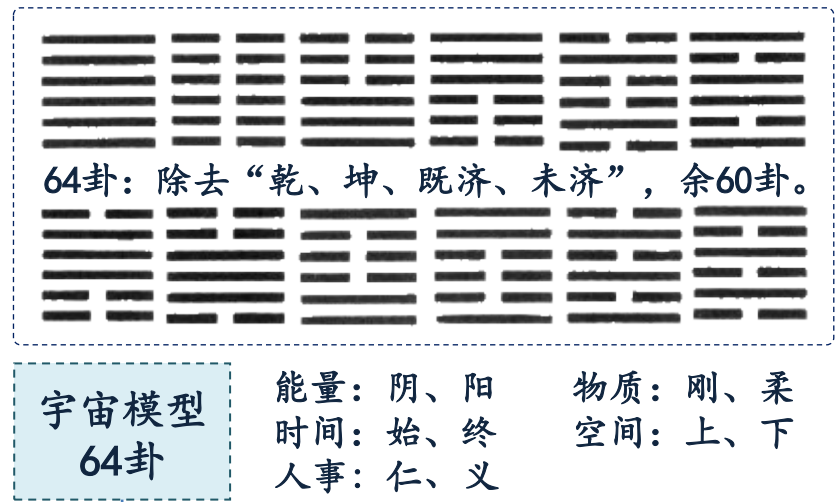 64卦：除去“乾、坤、既济、未济”，余60卦。
宇宙模型
64卦
能量：阴、阳 物质：刚、柔
时间：始、终 空间：上、下
人事：仁、义